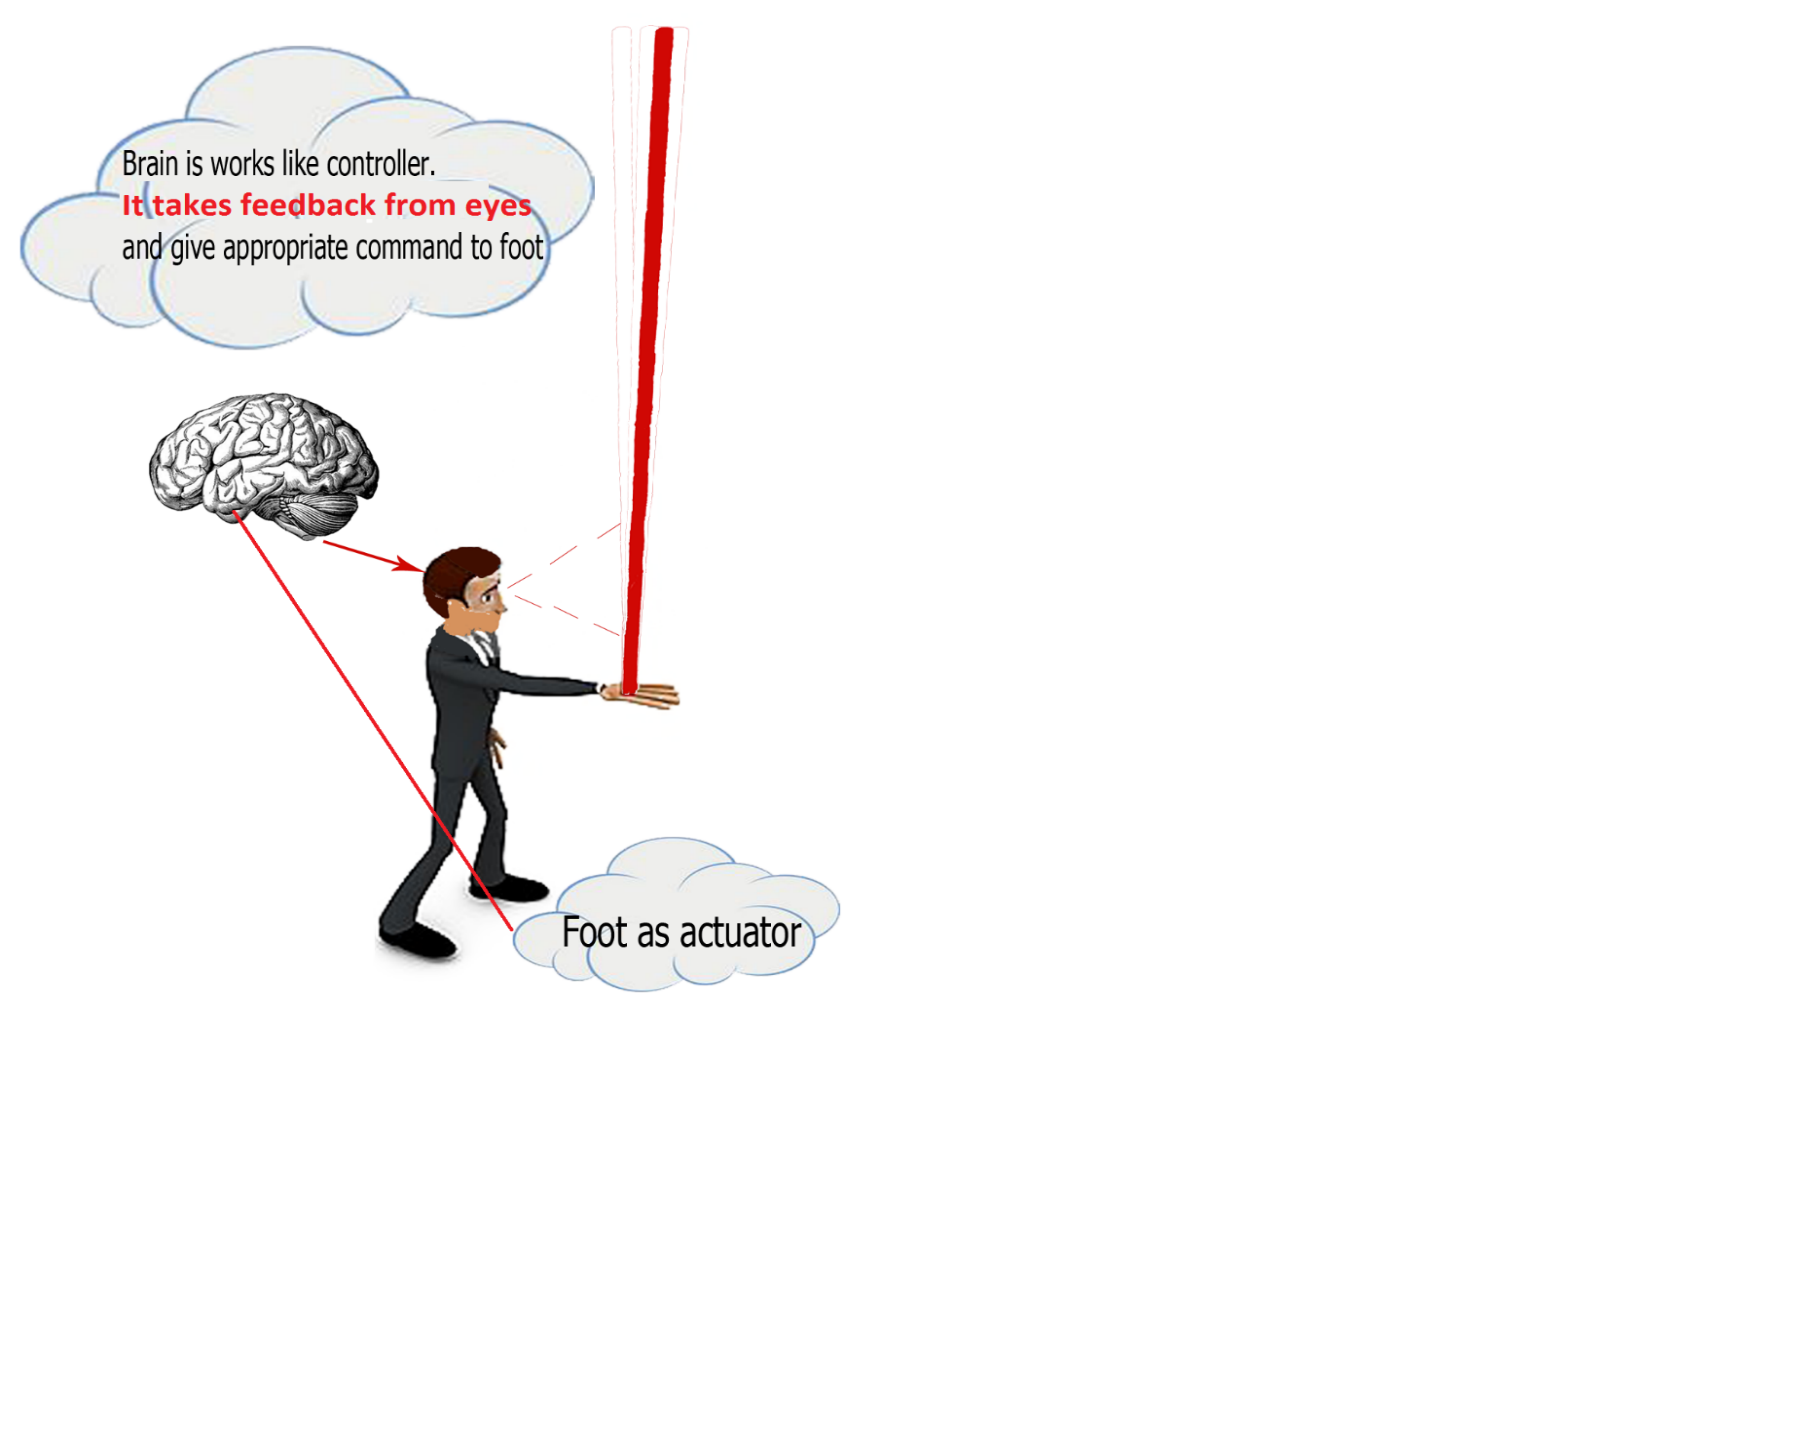 Brain is works like controller.
It takes feedback from eyes
and give appropriate command to foot
Foot as actuator